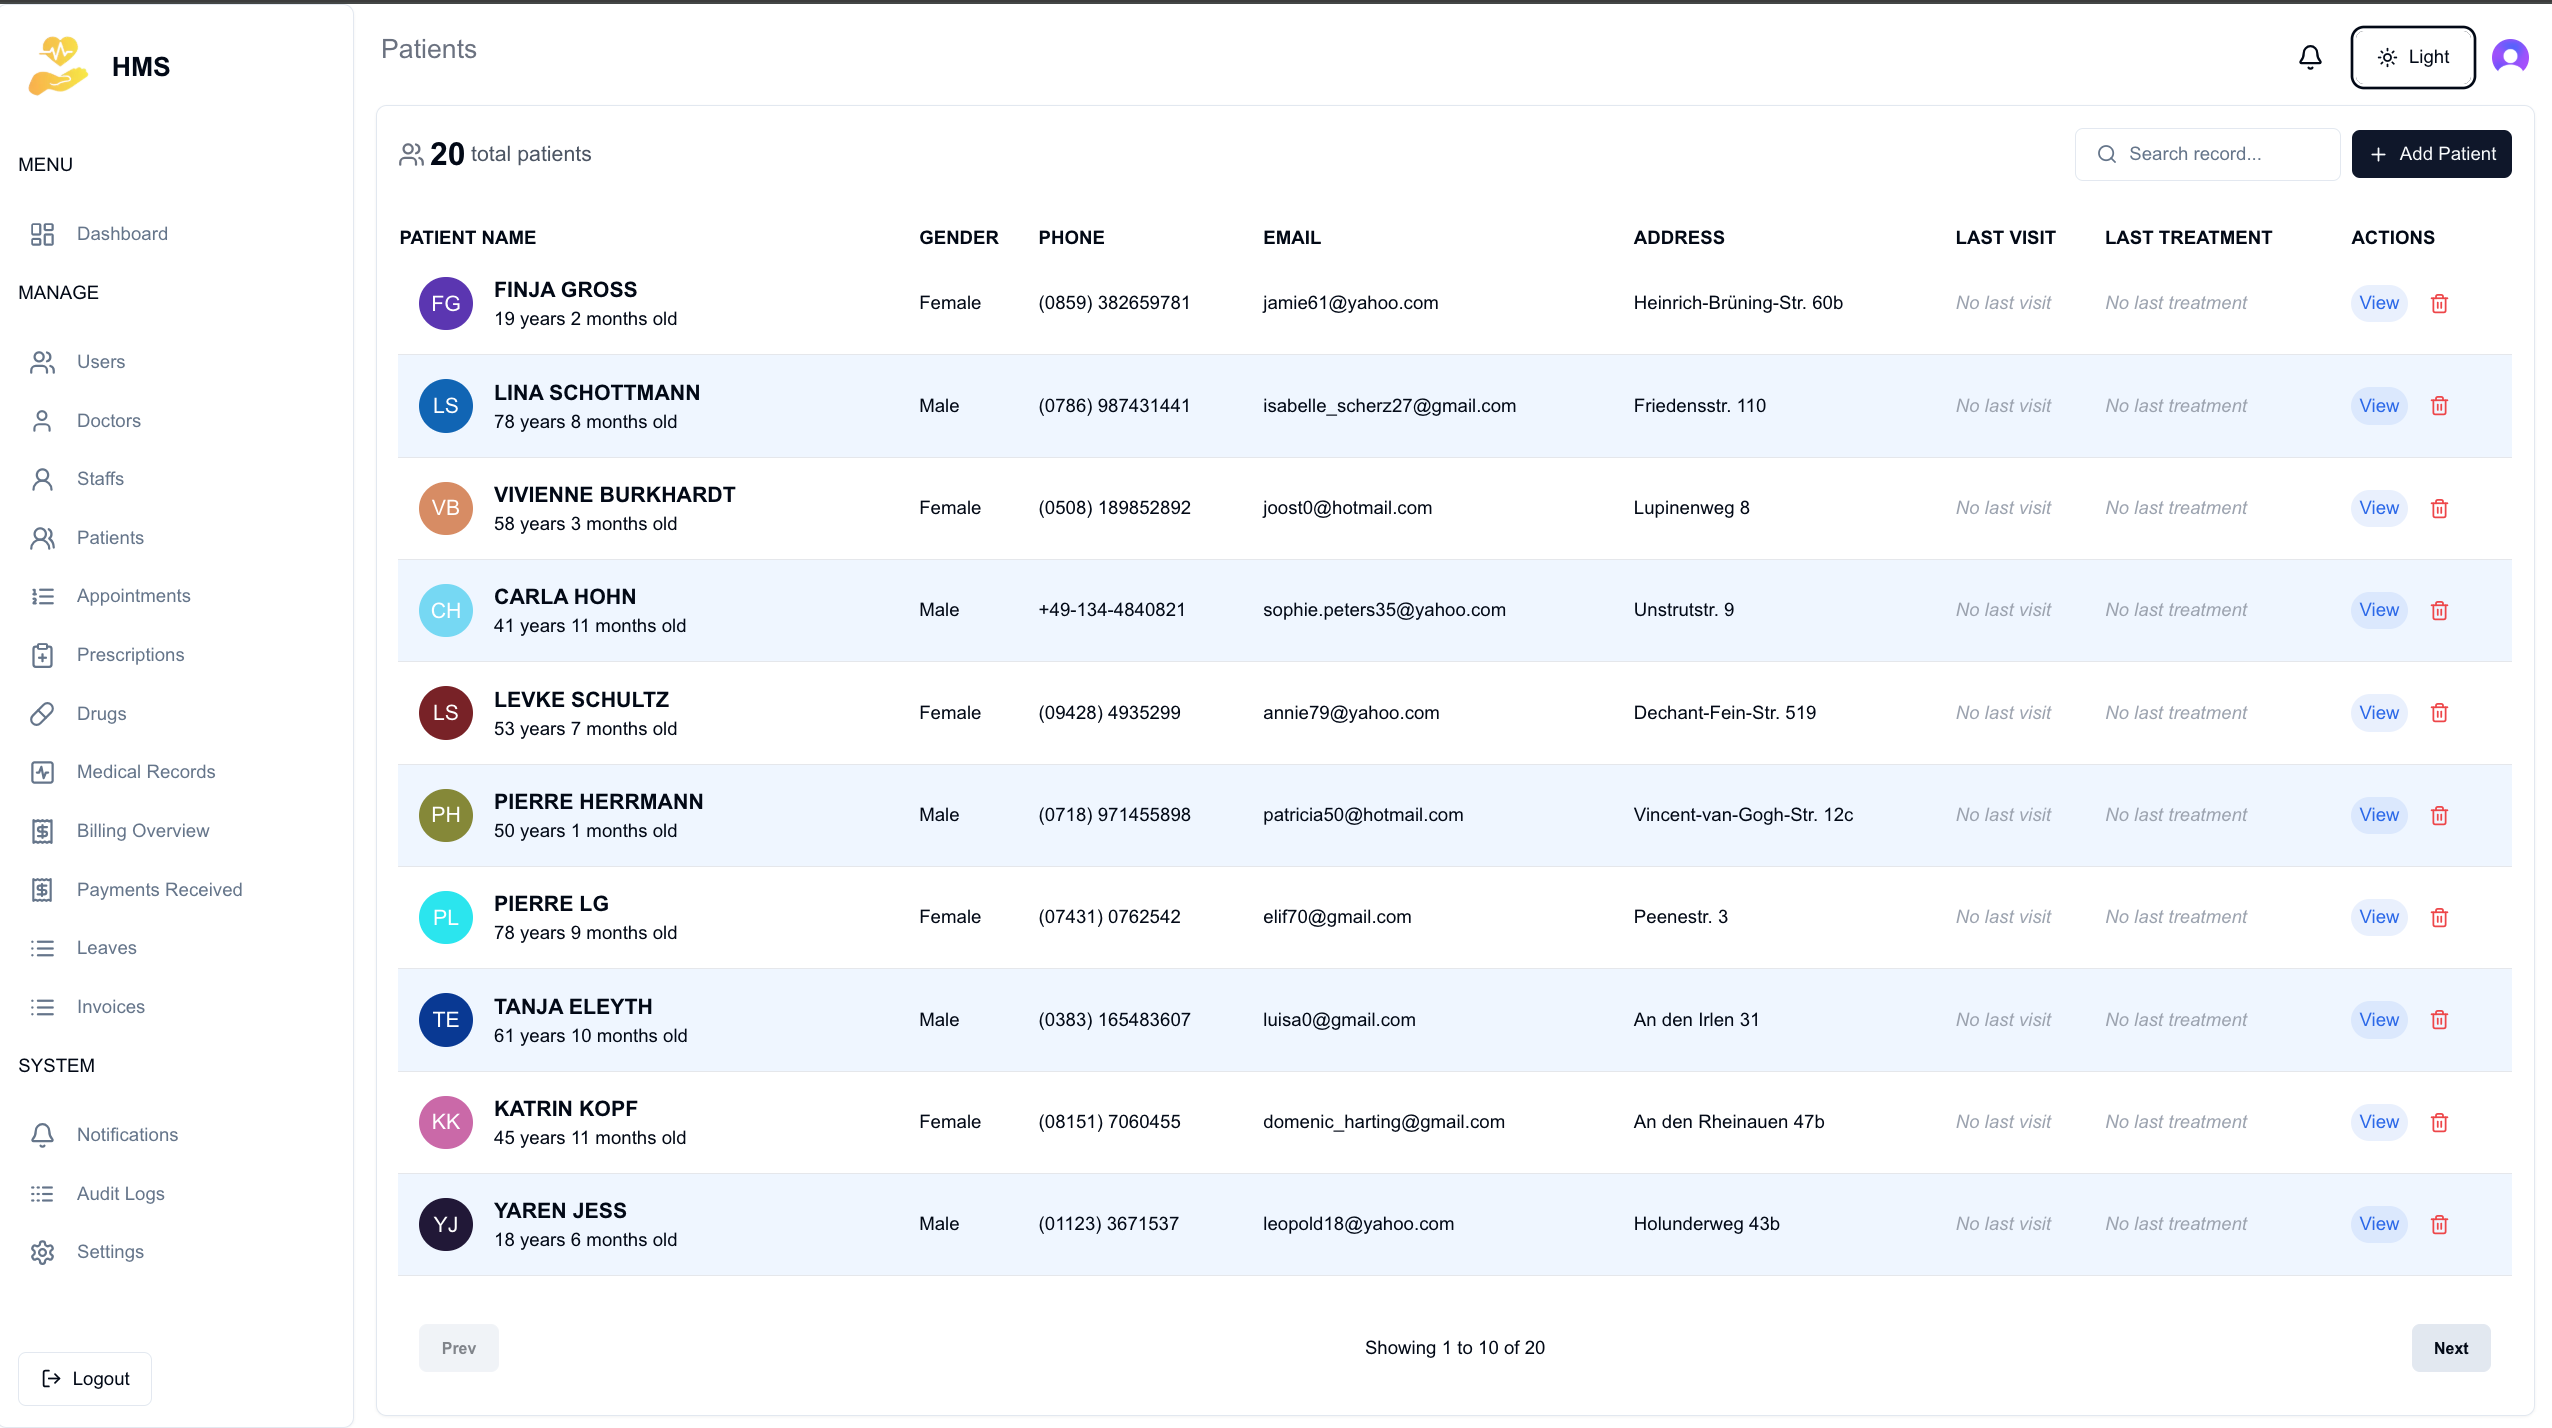 HMS
MENU
Dashboard
MANAGE
Users
Doctors
Staffs
Patients
Appointments
Prescriptions
Drugs
Medical Records
Billing Overview
Payments Received
Leaves
Invoices
SYSTEM
Notifications
Audit Logs
Settings
Logout
Patients
Light
20 total patients
Search record...
Add Patient
PATIENT NAME GENDER PHONE EMAIL ADDRESS LAST VISIT LAST TREATMENT ACTIONS
FG FINJA GROSS
19 years 2 months old
Female (0859) 382659781 jamie61@yahoo.com Heinrich-Brüning-Str. 60b No last visit No last treatment View
LS LINA SCHOTTMANN
78 years 8 months old
Male (0786) 987431441 isabelle_scherz27@gmail.com Friedensstr. 110 No last visit No last treatment View
VB VIVIENNE BURKHARDT
58 years 3 months old
Female (0508) 189852892 joost0@hotmail.com Lupinenweg 8 No last visit No last treatment View
CH CARLA HOHN
41 years 11 months old
Male +49-134-4840821 sophie.peters35@yahoo.com Unstrutstr. 9 No last visit No last treatment View
LS LEVKE SCHULTZ
53 years 7 months old
Female (09428) 4935299 annie79@yahoo.com Dechant-Fein-Str. 519 No last visit No last treatment View
PH PIERRE HERRMANN
50 years 1 months old
Male (0718) 971455898 patricia50@hotmail.com Vincent-van-Gogh-Str. 12c No last visit No last treatment View
PL PIERRE LG
78 years 9 months old
Female (07431) 0762542 elif70@gmail.com Peenestr. 3 No last visit No last treatment View
TE TANJA ELEYTH
61 years 10 months old
Male (0383) 165483607 luisa0@gmail.com An den Irlen 31 No last visit No last treatment View
KK KATRIN KOPF
45 years 11 months old
Female (08151) 7060455 domenic_harting@gmail.com An den Rheinauen 47b No last visit No last treatment View
YJ YAREN JESS
18 years 6 months old
Male (01123) 3671537 leopold18@yahoo.com Holunderweg 43b No last visit No last treatment View
Prev
Showing 1 to 10 of 20
Next